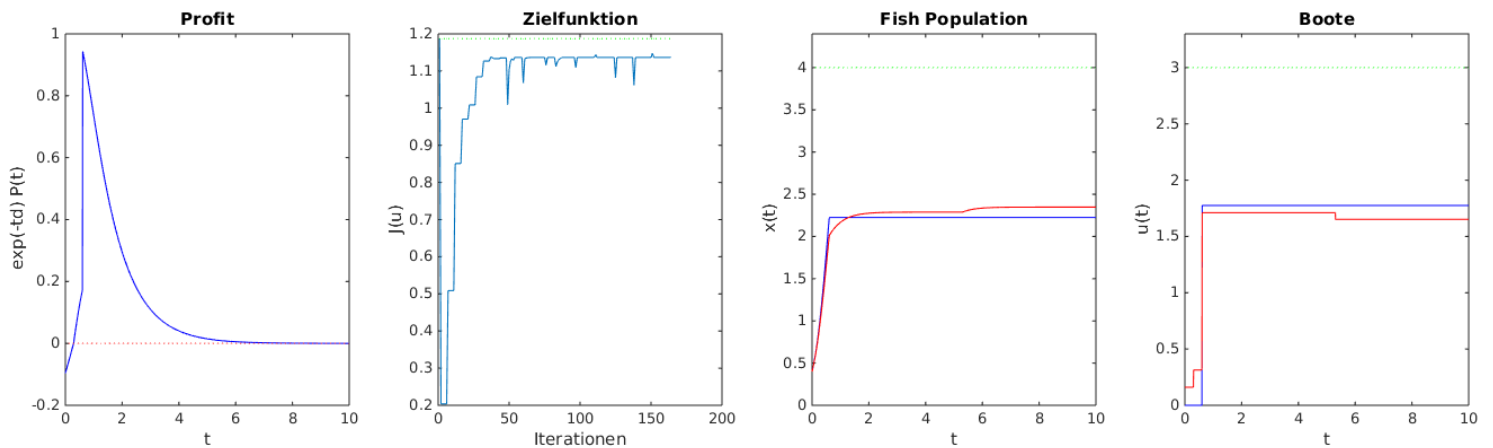 Profit
exp(-td) P(t)
1
0.8
0.6
0.4
0.2
0
-0.2
0 2 4 6 8 10
t
Zielfunktion
J(u)
1.2
1.1
1
0.9
0.8
0.7
0.6
0.5
0.4
0.3
0.2
0 50 100 150 200
Iterationen
Fish Population
x(t)
4
3.5
3
2.5
2
1.5
1
0.5
0
0 2 4 6 8 10
t
Boote
u(t)
3
2.5
2
1.5
1
0.5
0
0 2 4 6 8 10
t